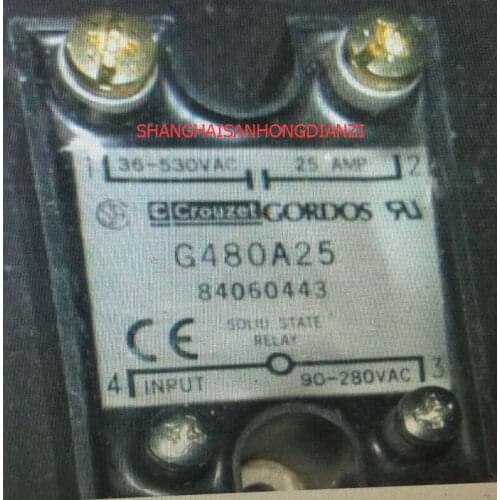 SHANGHAISANHONGDIANZI
1 36-530VAC 25 AMP 2
C Crouzet GORDOS
G480A25
84060443
CE SOLID STATE
RELAY
4 INPUT 90-280VAC 3